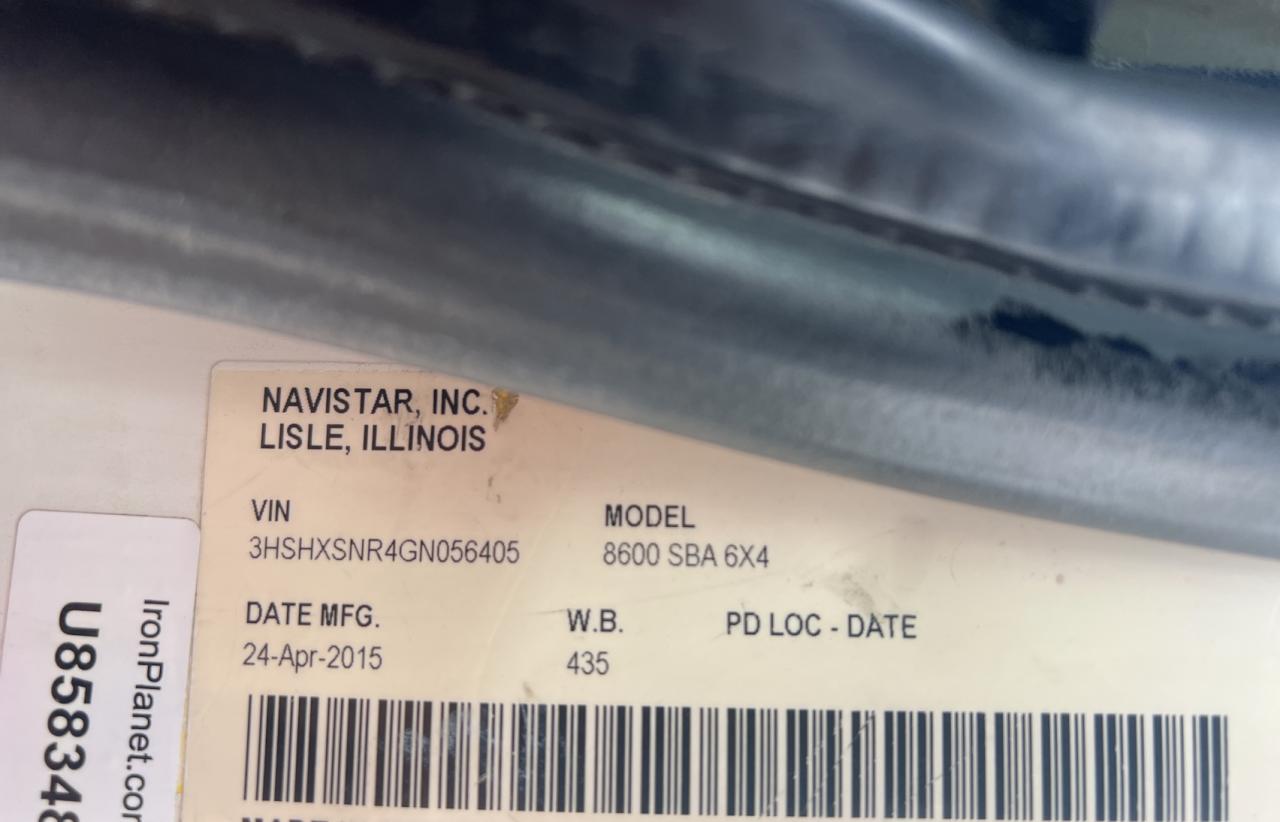 NAVISTAR, INC.
LISLE, ILLINOIS
VIN
3HSHXSNR4GN056405
MODEL
8600 SBA 6X4
DATE MFG.
24-Apr-2015
W.B.
435
PD LOC - DATE
IronPlanet.com
U858348